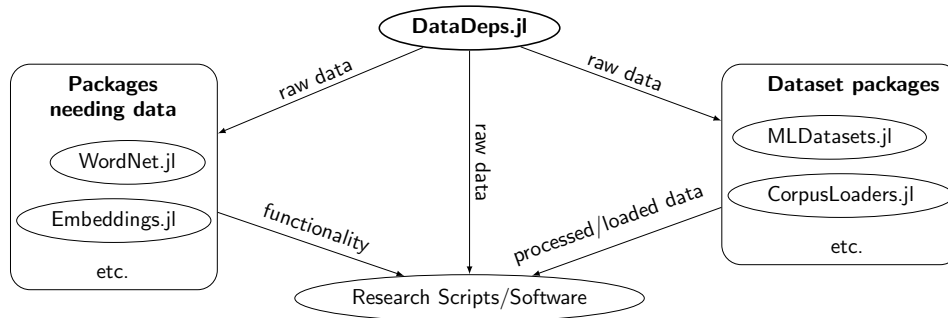 DataDeps.jl
Packages
needing data
WordNet.jl
Embeddings.jl
etc.
raw data
raw data
raw data
Dataset packages
MLDatasets.jl
CorpusLoaders.jl
etc.
functionality
processed/loaded data
Research Scripts/Software